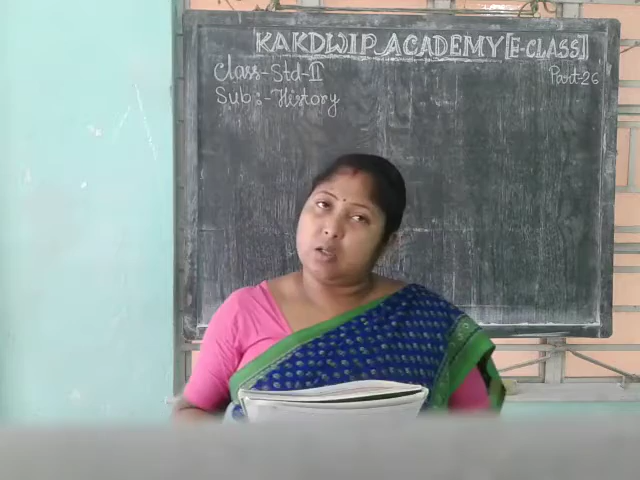 KAKDWIP ACADEMY [E-CLASS]
Class - Std - II
Part-26
Sub :- History